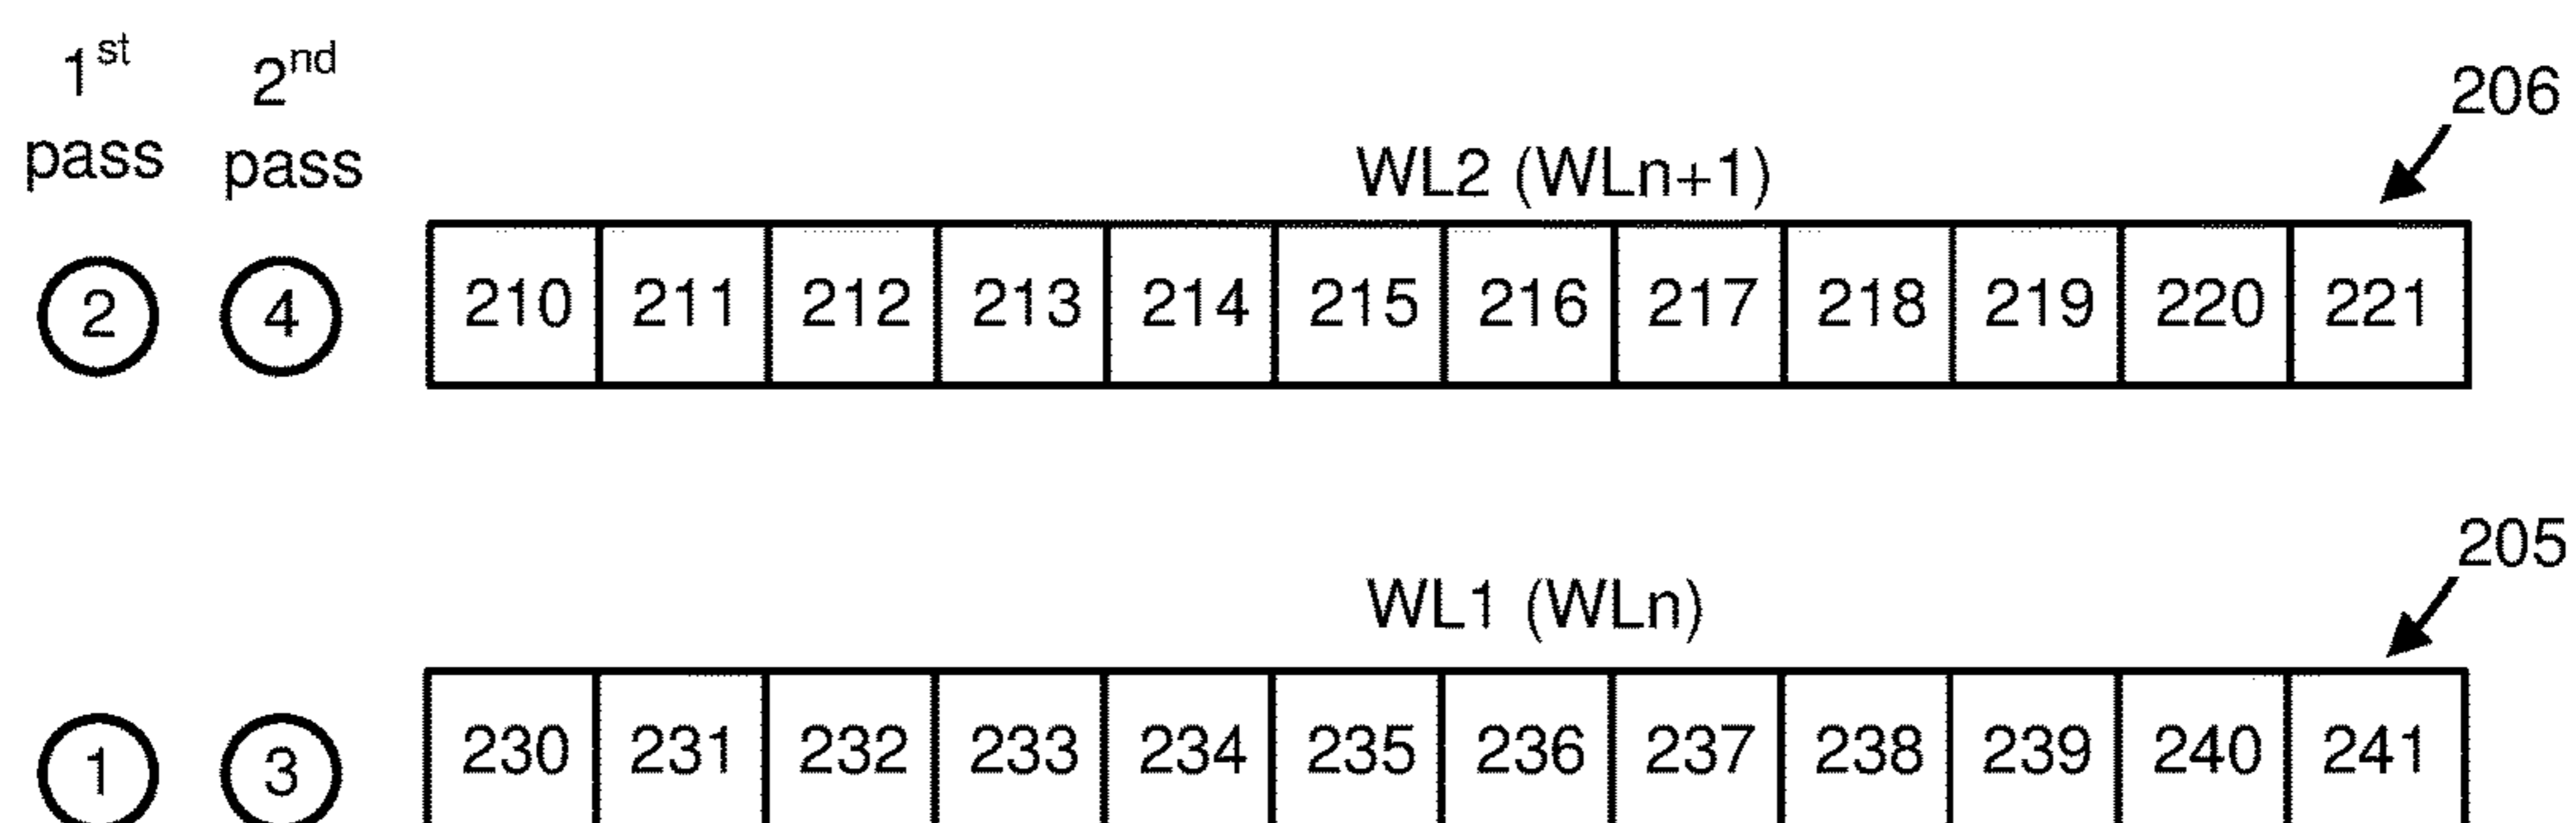 1st 2nd
pass pass
206
WL2 (WLn+1)
2 4 210 211 212 213 214 215 216 217 218 219 220 221
205
WL1 (WLn)
1 3 230 231 232 233 234 235 236 237 238 239 240 241